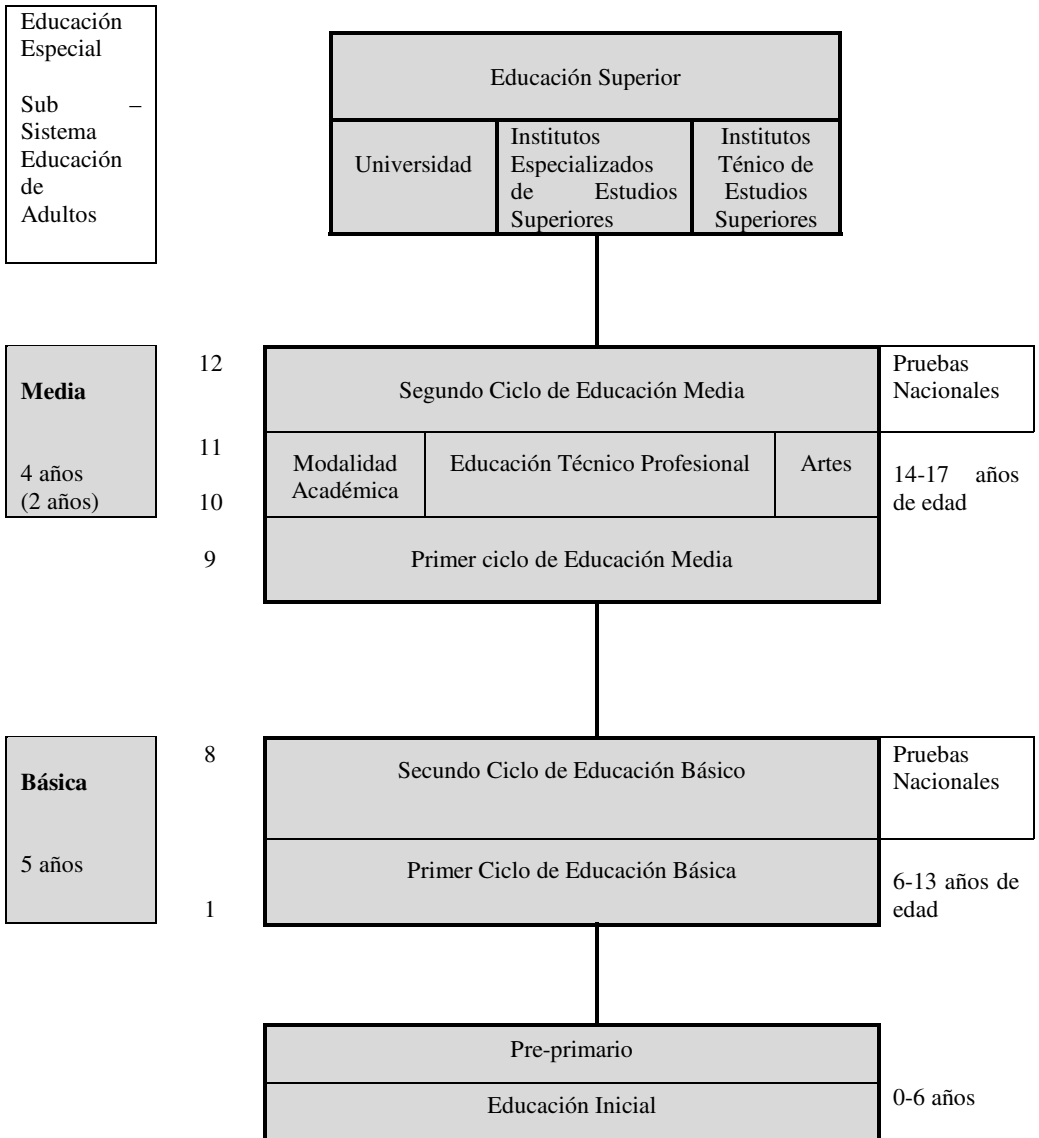 Educación
Especial
Sub –
Sistema
Educación
de
Adultos
Educación Superior
Universidad
Institutos
Especializados
de Estudios
Superiores
Institutos
Ténico de
Estudios
Superiores
Media
4 años
(2 años)
12
11
10
9
Segundo Ciclo de Educación Media
Modalidad
Académica
Educación Técnico Profesional
Artes
Primer ciclo de Educación Media
Pruebas
Nacionales
14-17 años
de edad
Básica
5 años
8
1
Secundo Ciclo de Educación Básico
Primer Ciclo de Educación Básica
Pruebas
Nacionales
6-13 años de
edad
Pre-primario
Educación Inicial
0-6 años